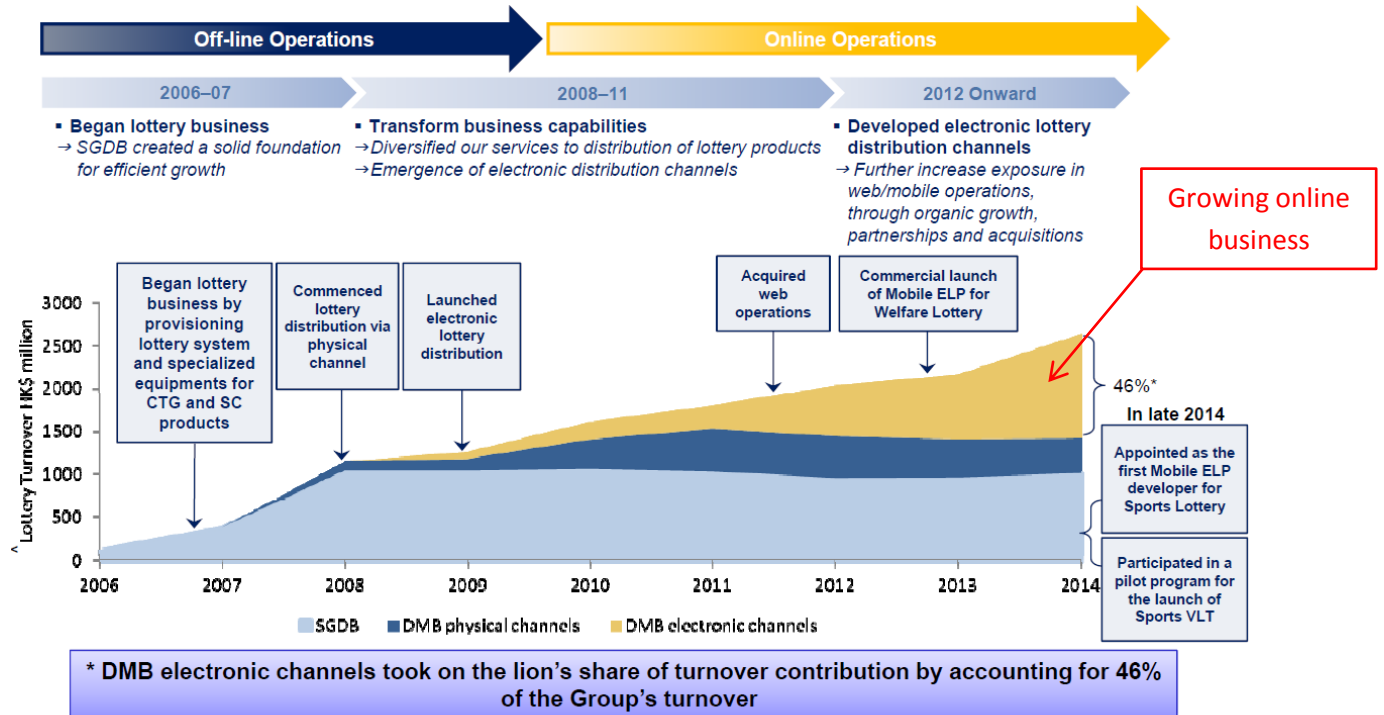 Off-line Operations
Online Operations
2006–07
2008–11
2012 Onward
▪ Began lottery business
→ SGDB created a solid foundation
for efficient growth
▪ Transform business capabilities
→Diversified our services to distribution of lottery products
→Emergence of electronic distribution channels
▪ Developed electronic lottery
distribution channels
→ Further increase exposure in
web/mobile operations,
through organic growth,
partnerships and acquisitions
Growing online
business
Began lottery
business by
provisioning
lottery system
and specialized
equipments for
CTG and SC
products
Commenced
lottery
distribution via
physical
channel
Launched
electronic
lottery
distribution
Acquired
web
operations
Commercial launch
of Mobile ELP for
Welfare Lottery
^ Lottery Turnover HK$ million
3000
2500
2000
1500
1000
500
0
2006
2007
2008
2009
2010
2011
2012
2013
2014
46%*
In late 2014
Appointed as the
first Mobile ELP
developer for
Sports Lottery
Participated in a
pilot program for
the launch of
Sports VLT
SGDB
DMB physical channels
DMB electronic channels
* DMB electronic channels took on the lion's share of turnover contribution by accounting for 46%
of the Group's turnover